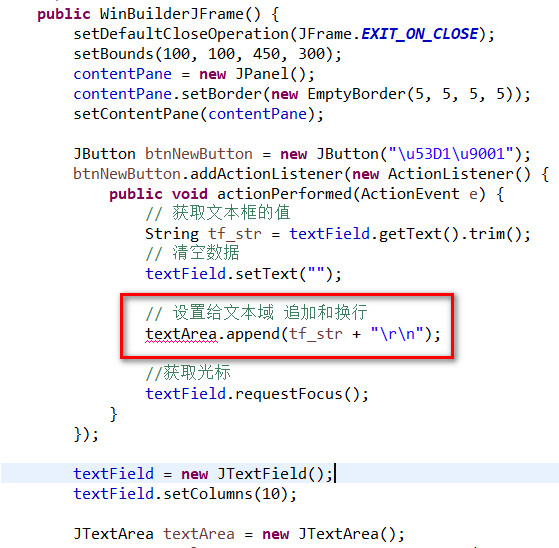 public WinBuilderJFrame() {
setDefaultCloseOperation(JFrame.EXIT_ON_CLOSE);
setBounds(100, 100, 450, 300);
contentPane = new JPanel();
contentPane.setBorder(new EmptyBorder(5, 5, 5, 5));
setContentPane(contentPane);
JButton btnNewButton = new JButton("\u53D1\u9001");
btnNewButton.addActionListener(new ActionListener() {
public void actionPerformed(ActionEvent e) {
// 获取文本框的值
String tf_str = textField.getText().trim();
// 清空数据
textField.setText("");
// 设置给文本域 追加和换行
textArea.append(tf_str + "\r\n");
//获取光标
textField.requestFocus();
}
});
textField = new JTextField();
textField.setColumns(10);
JTextArea textArea = new JTextArea();